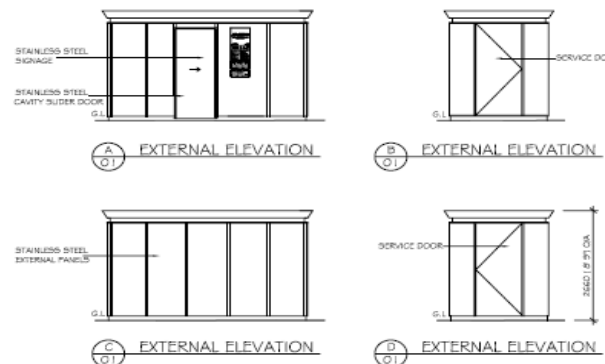 STAINLESS STEEL
SIGNAGE
STAINLESS STEEL
CAVITY SLIDER DOOR
G.L
A
01
EXTERNAL ELEVATION
SERVICE DO
G.L
B
01
EXTERNAL ELEVATION
STAINLESS STEEL
EXTERNAL PANELS
G.L
C
01
EXTERNAL ELEVATION
SERVICE DOOR
G.L
2660
D
01
EXTERNAL ELEVATION